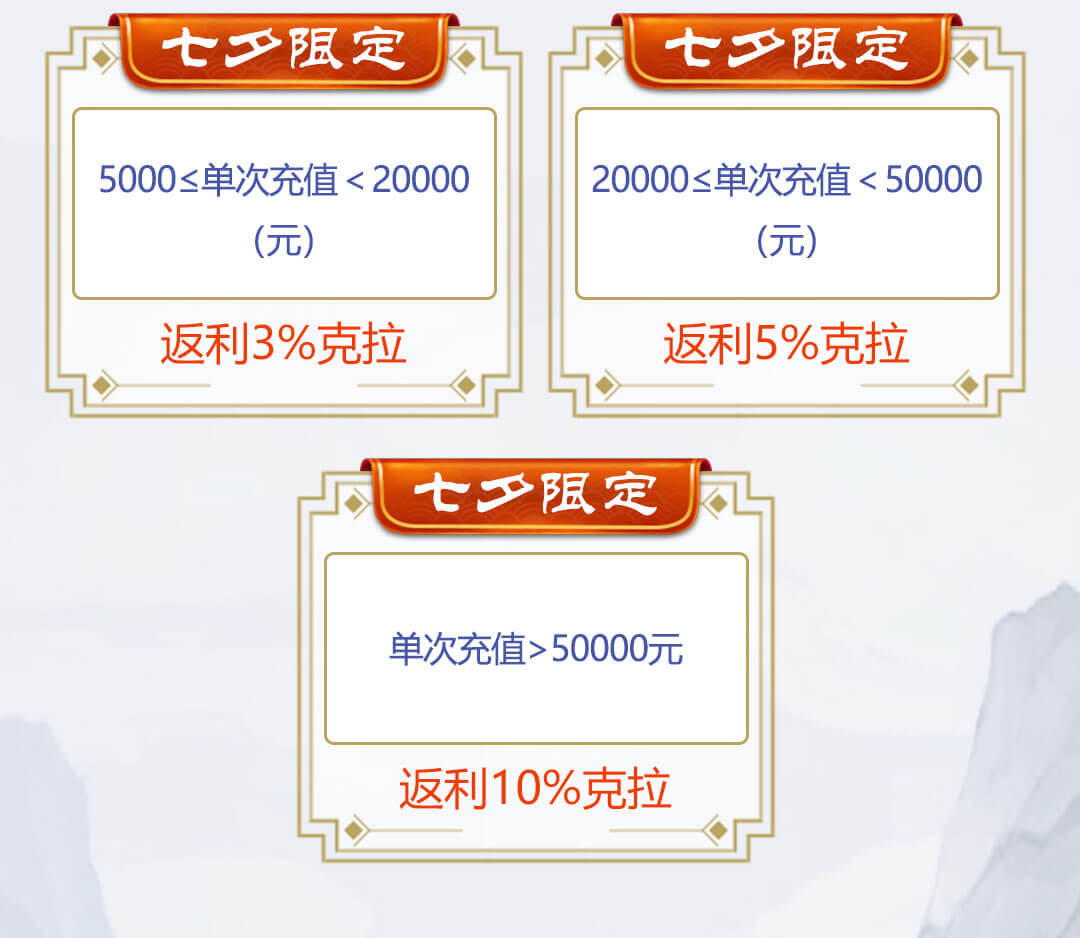 七夕限定
5000≤单次充值<20000
(元)
返利3%克拉
七夕限定
20000≤单次充值<50000
(元)
返利5%克拉
七夕限定
单次充值>50000元
返利10%克拉